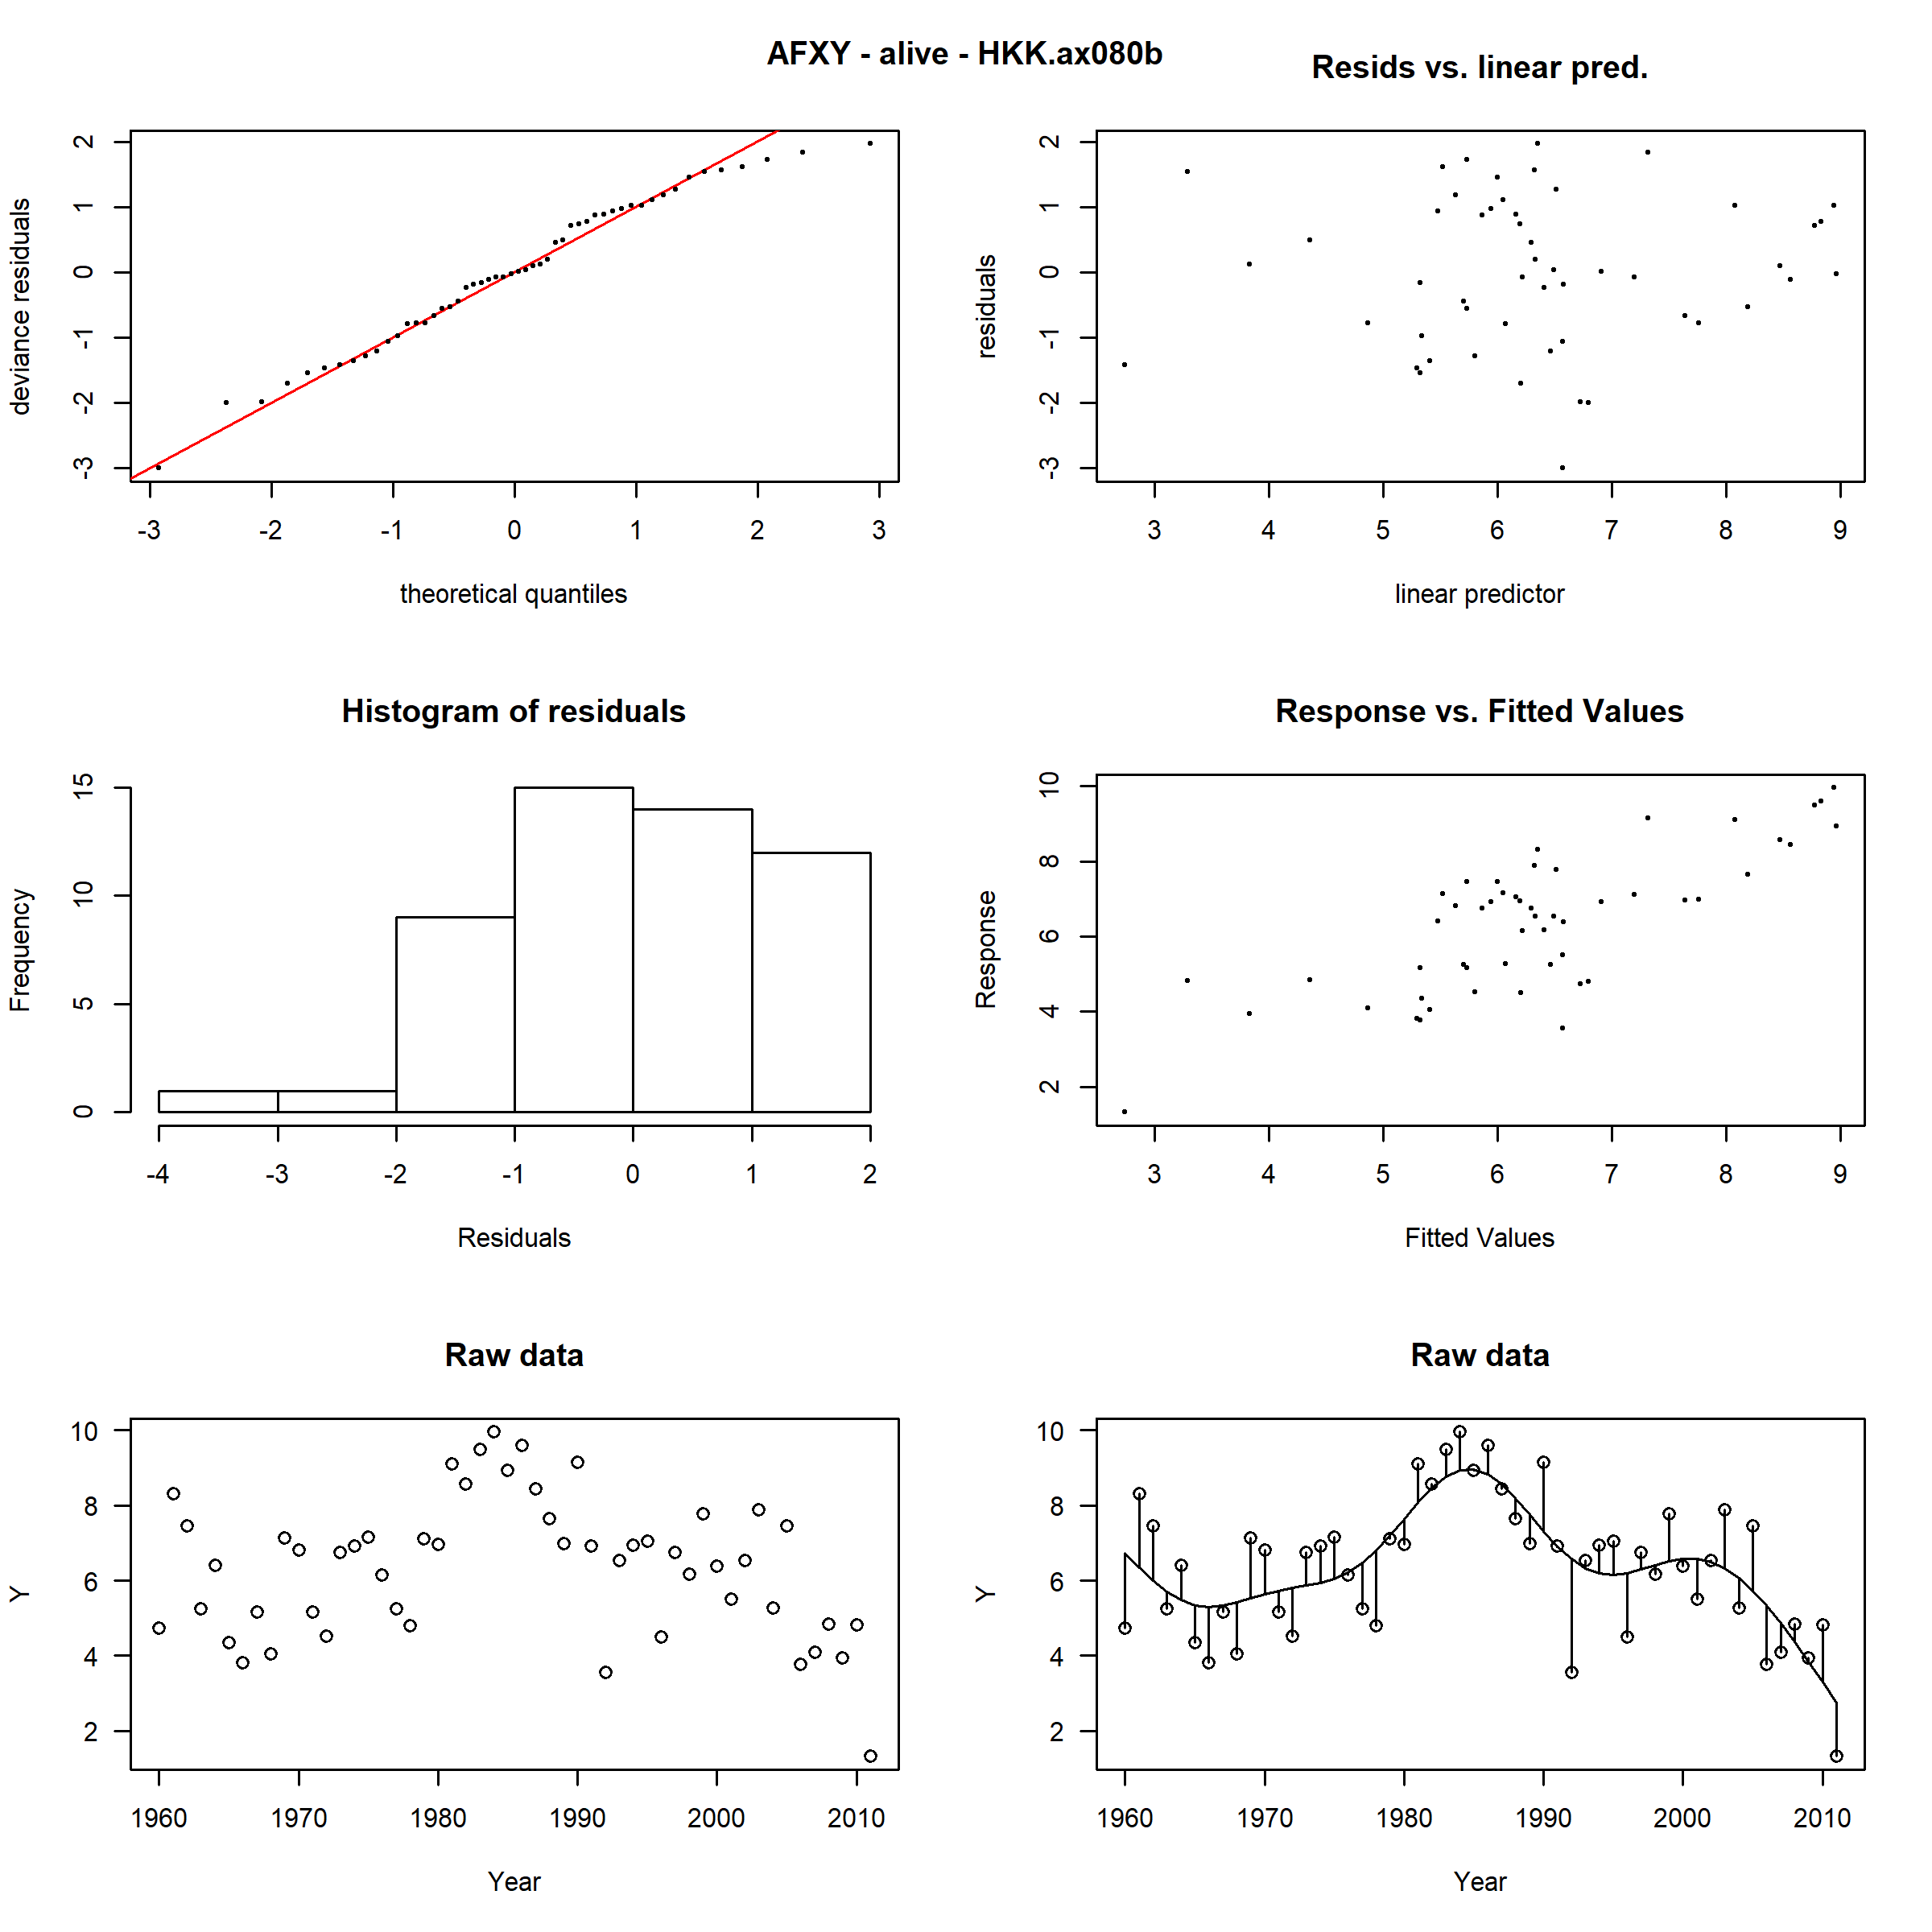 AFXY - alive - HKK.ax080b
Resids vs. linear pred.
deviance residuals
2
1
0
-1
-2
-3
-3 -2 -1 0 1 2 3
theoretical quantiles
residuals
2
1
0
-1
-2
-3
3 4 5 6 7 8 9
linear predictor
Histogram of residuals
Frequency
15
10
5
0
-4 -3 -2 -1 0 1 2
Residuals
Response vs. Fitted Values
Response
10
8
6
4
2
3 4 5 6 7 8 9
Fitted Values
Raw data
Y
10
8
6
4
2
1960 1970 1980 1990 2000 2010
Year
Raw data
Y
10
8
6
4
2
1960 1970 1980 1990 2000 2010
Year